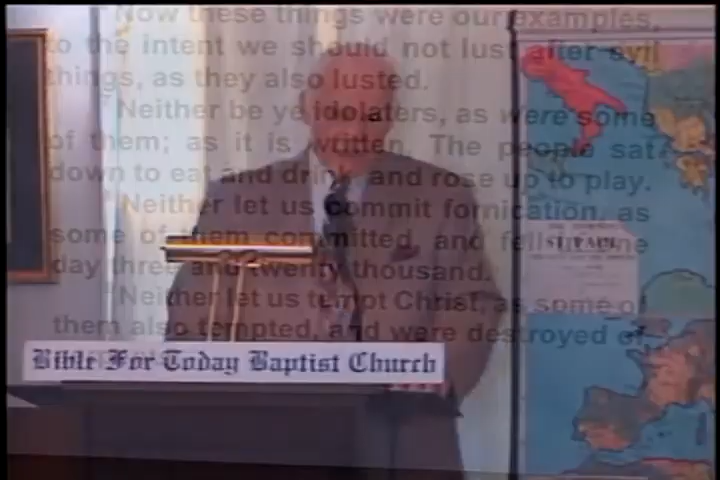 Now these things were our examples,
to the intent we should not lust after evil
things, as they also lusted.
Neither be ye idolaters, as were some
of them; as it is written, The people sat
down to eat and drink, and rose up to play.
Neither let us commit fornication, as
some of them committed, and fell in one
day three and twenty thousand.
Neither let us tempt Christ, as some of
them also tempted, and were destroyed of
ST. PAUL
Bible For Today Baptist Church